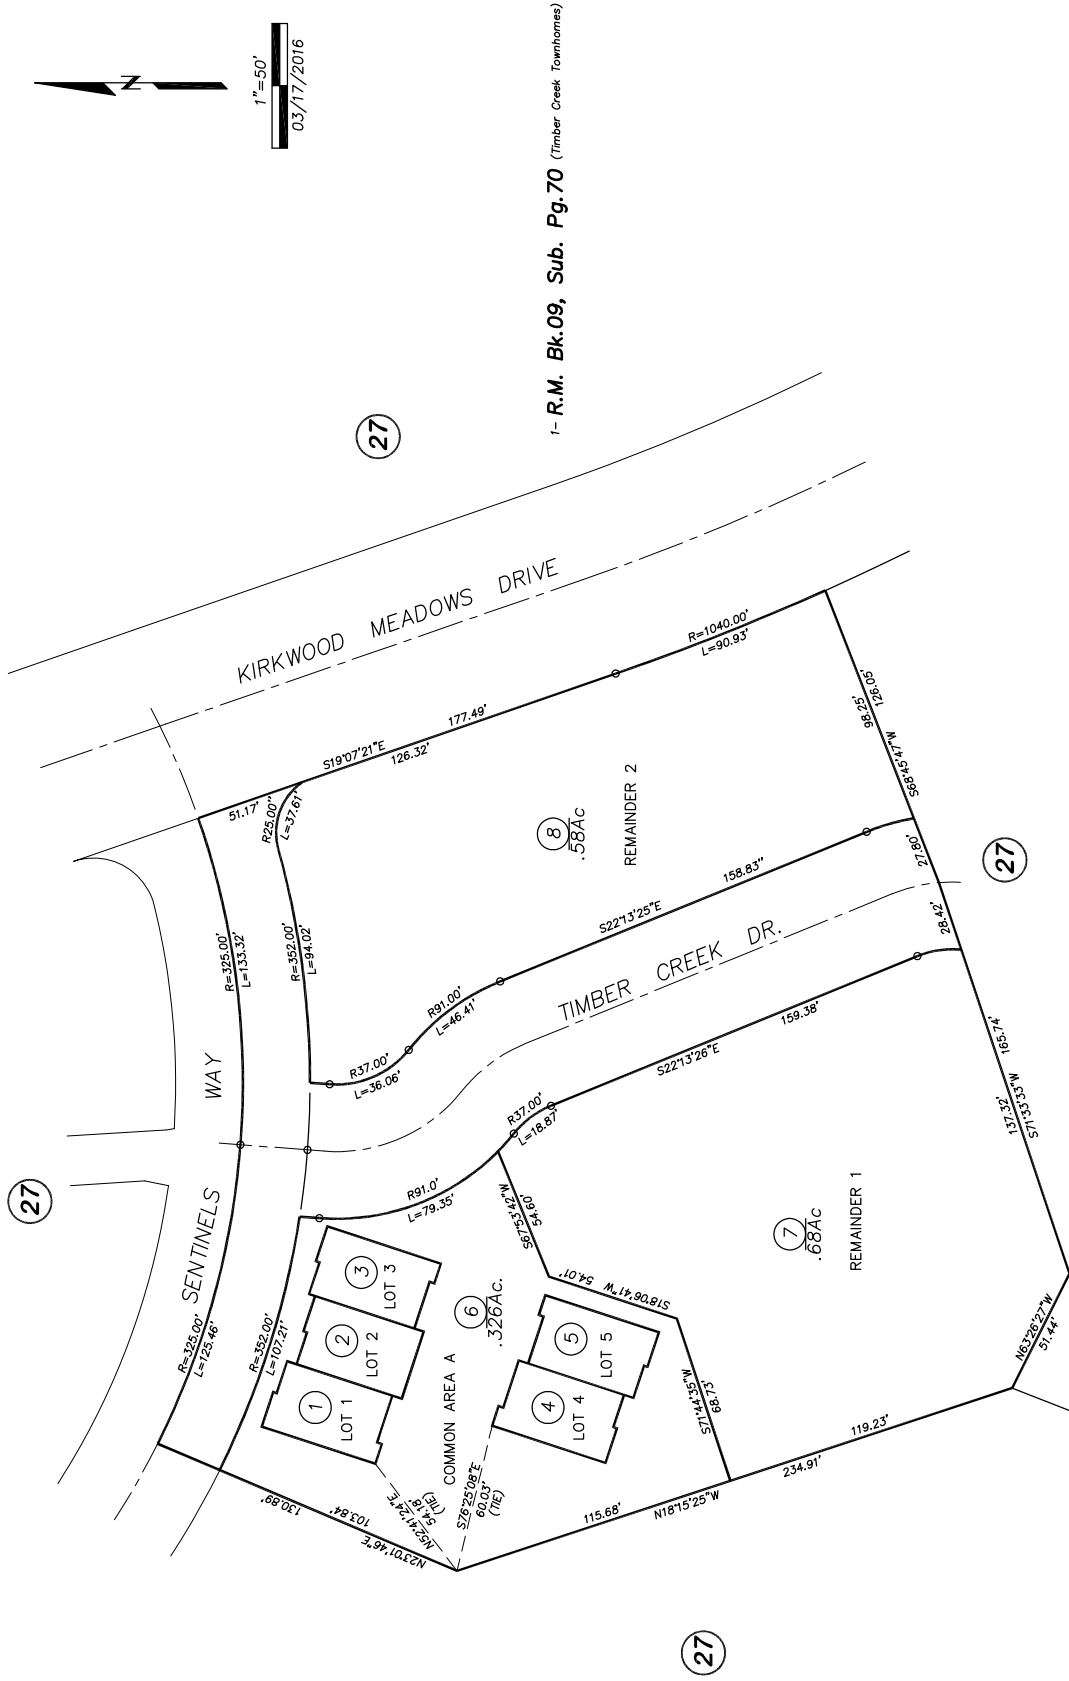 N
1"=50'
03/17/2016
1- R.M. Bk.09, Sub. Pg.70 (Timber Creek Townhomes)
27
27
27
27
KIRKWOOD MEADOWS DRIVE
SENTINELS WAY
TIMBER CREEK DR.
R=325.00'
L=125.46'
R=325.00'
L=133.32'
51.17'
R25.00"
L=37.61'
R=352.00'
L=94.02'
R=352.00'
L=107.21'
S19°07'21"E
126.32'
177.49'
R=1040.00'
L=90.93'
98.25'
126.05'
S68°45'47"W
27.80'
28.42'
8
.58Ac
REMAINDER 2
158.83"
S22°13'25"E
R91.00'
L=46.41'
R37.00'
L=36.06'
R37.00'
L=18.87'
S22°13'26"E
159.38'
R91.0'
L=79.35'
S67°53'42"W
54.60'
S18°06'41"W 54.01'
S71°44'35"W
68.73'
165.74'
137.32'
S71°33'33"W
N63°26'27"W
51.44'
7
.68Ac
REMAINDER 1
119.23'
234.91'
N18°15'25"W
115.68'
6
.326Ac.
COMMON AREA A
1
LOT 1
2
LOT 2
3
LOT 3
4
LOT 4
5
LOT 5
130.89'
103.84'
N23°01'46"E
N52°41'24"E
54.18'
(TIE)
S76°25'08"E
60.03'
(TIE)